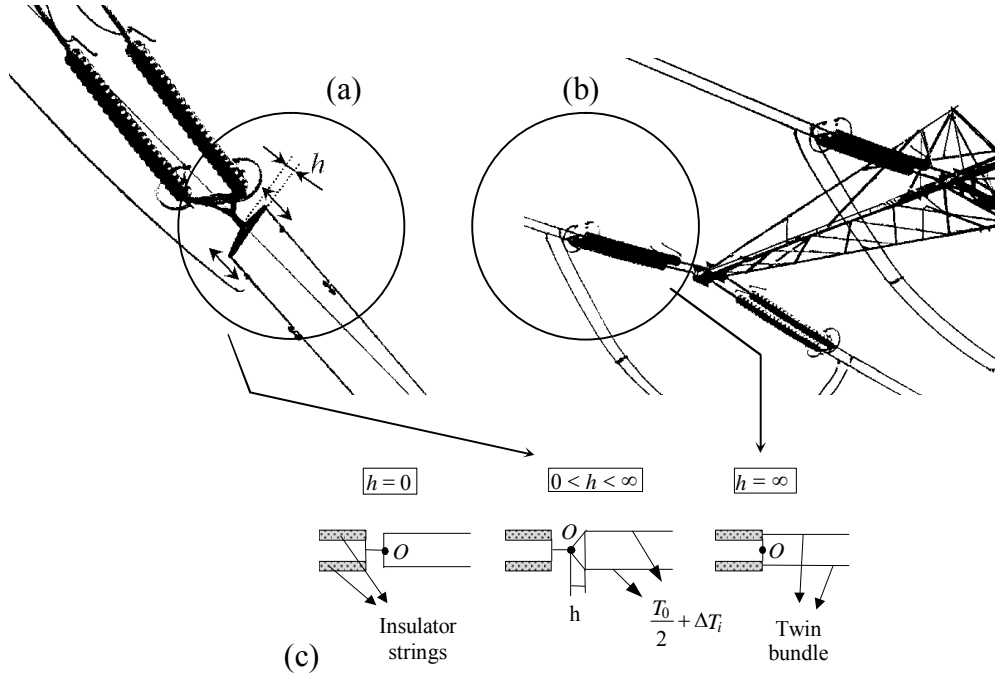 (a)
(b)
h
h = 0
0 < h < ∞
h = ∞
O
O
O
h
T₀/2 + ΔTᵢ
Insulator
strings
Twin
bundle
(c)